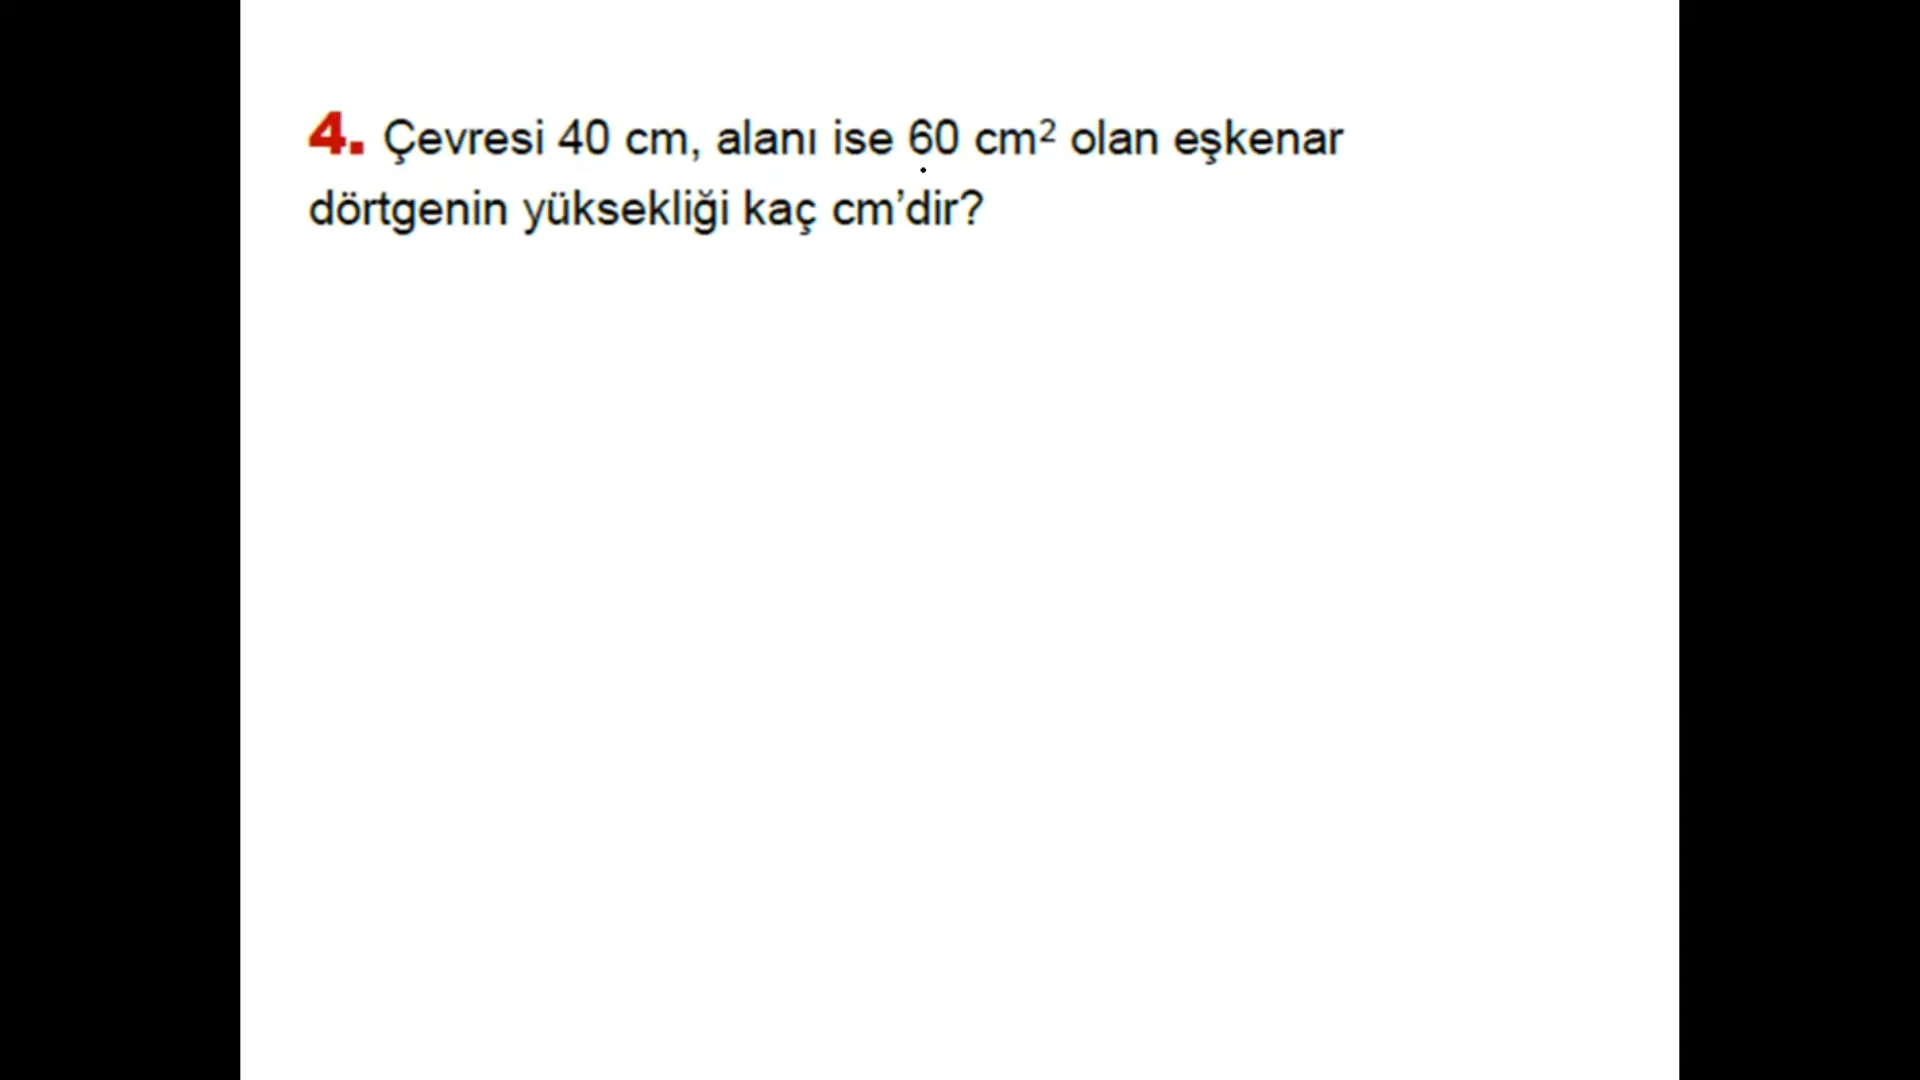 4. Çevresi 40 cm, alanı ise 60 cm² olan eşkenar
dörtgenin yüksekliği kaç cm’dir?